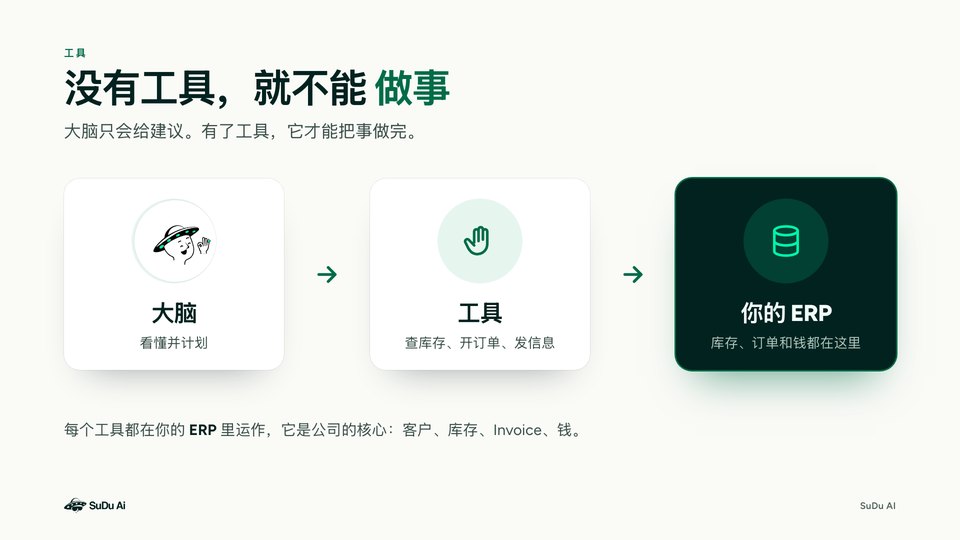 工具
没有工具，就不能 做事
大脑只会给建议。有了工具，它才能把事做完。
大脑
看懂并计划
工具
查库存、开订单、发信息
你的 ERP
库存、订单和钱都在这里
每个工具都在你的 ERP 里运作，它是公司的核心：客户、库存、Invoice、钱。
SuDu Ai
SuDu AI